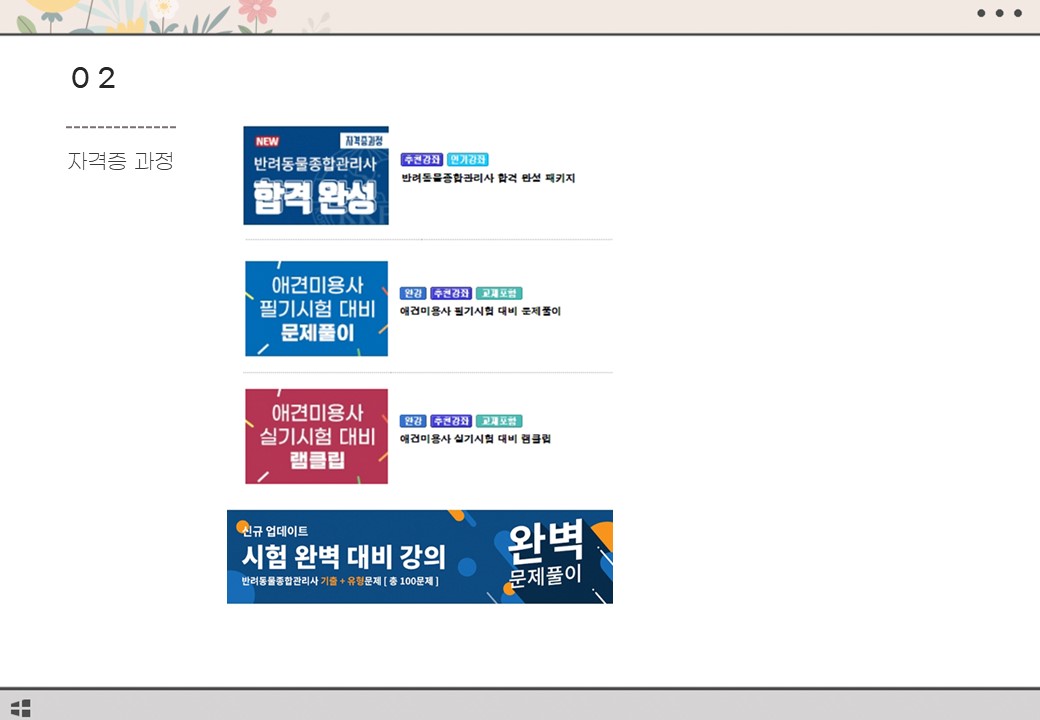 02
자격증 과정
NEW
자격증과정
반려동물종합관리사
합격 완성
추천강좌 인기강좌
반려동물종합관리사 합격 완성 패키지
애견미용사
필기시험 대비
문제풀이
완강 추천강좌 교재포함
애견미용사 필기시험 대비 문제풀이
애견미용사
실기시험 대비
램클립
완강 추천강좌 교재포함
애견미용사 실기시험 대비 램클립
신규 업데이트
시험 완벽 대비 강의
반려동물종합관리사 기출 + 유형문제 [ 총 100문제 ]
완벽
문제풀이